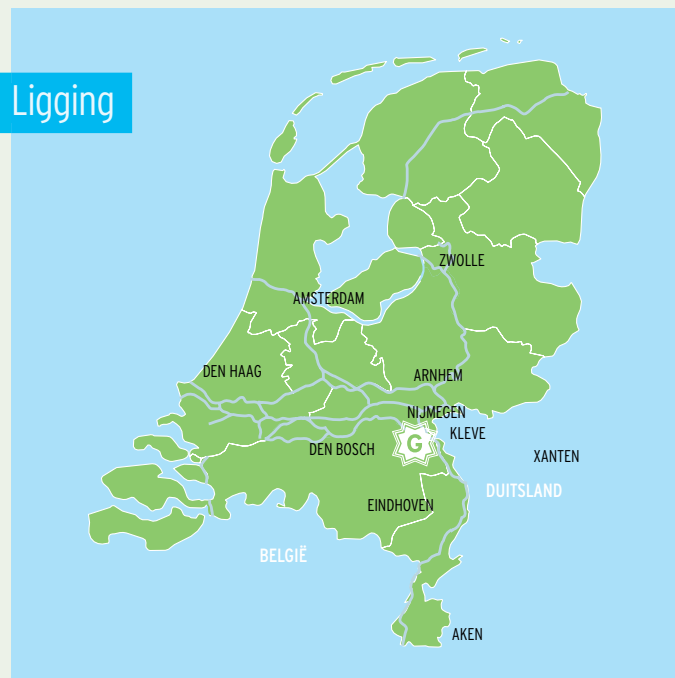 Ligging
ZWOLLE
AMSTERDAM
DEN HAAG
ARNHEM
NIJMEGEN
KLEVE
G
DEN BOSCH
XANTEN
DUITSLAND
EINDHOVEN
BELGIË
AKEN